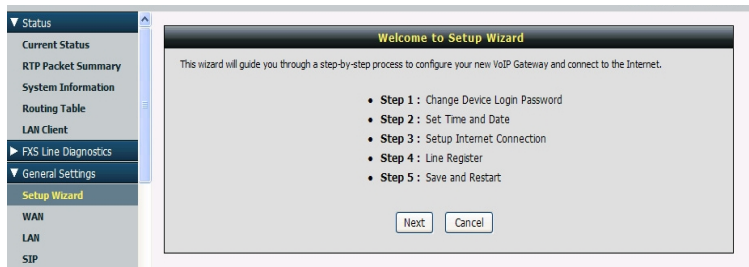 ▼ Status
Current Status
RTP Packet Summary
System Information
Routing Table
LAN Client
▶ FXS Line Diagnostics
▼ General Settings
Setup Wizard
WAN
LAN
SIP
Welcome to Setup Wizard
This wizard will guide you through a step-by-step process to configure your new VoIP Gateway and connect to the Internet.
• Step 1 : Change Device Login Password
• Step 2 : Set Time and Date
• Step 3 : Setup Internet Connection
• Step 4 : Line Register
• Step 5 : Save and Restart
Next Cancel